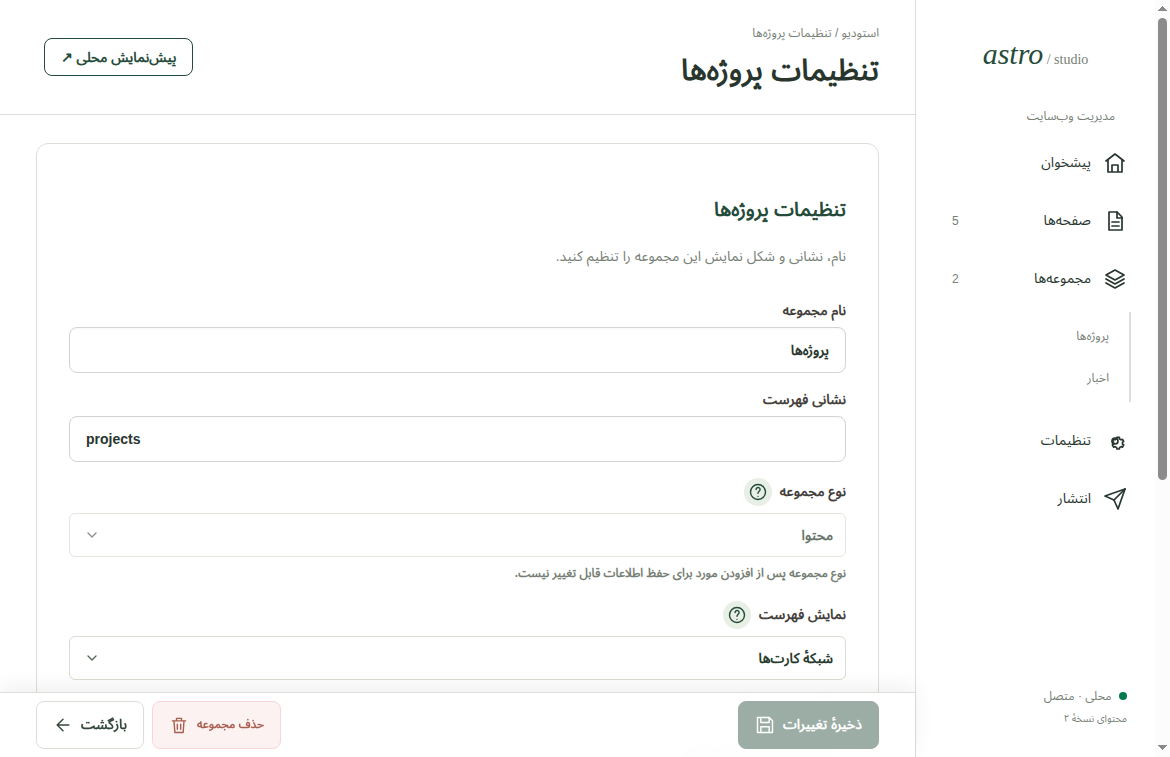 astro / studio
مدیریت وب‌سایت
پیشخوان
صفحه‌ها 5
مجموعه‌ها 2
پروژه‌ها
اخبار
تنظیمات
انتشار
محلی · متصل
محتوای نسخهٔ ۲
استودیو / تنظیمات پروژه‌ها
تنظیمات پروژه‌ها
پیش‌نمایش محلی ↗
تنظیمات پروژه‌ها
نام، نشانی و شکل نمایش این مجموعه را تنظیم کنید.
نام مجموعه
پروژه‌ها
نشانی فهرست
projects
نوع مجموعه ?
محتوا
نوع مجموعه پس از افزودن مورد برای حفظ اطلاعات قابل تغییر نیست.
نمایش فهرست ?
شبکهٔ کارت‌ها
ذخیرهٔ تغییرات
حذف مجموعه
بازگشت